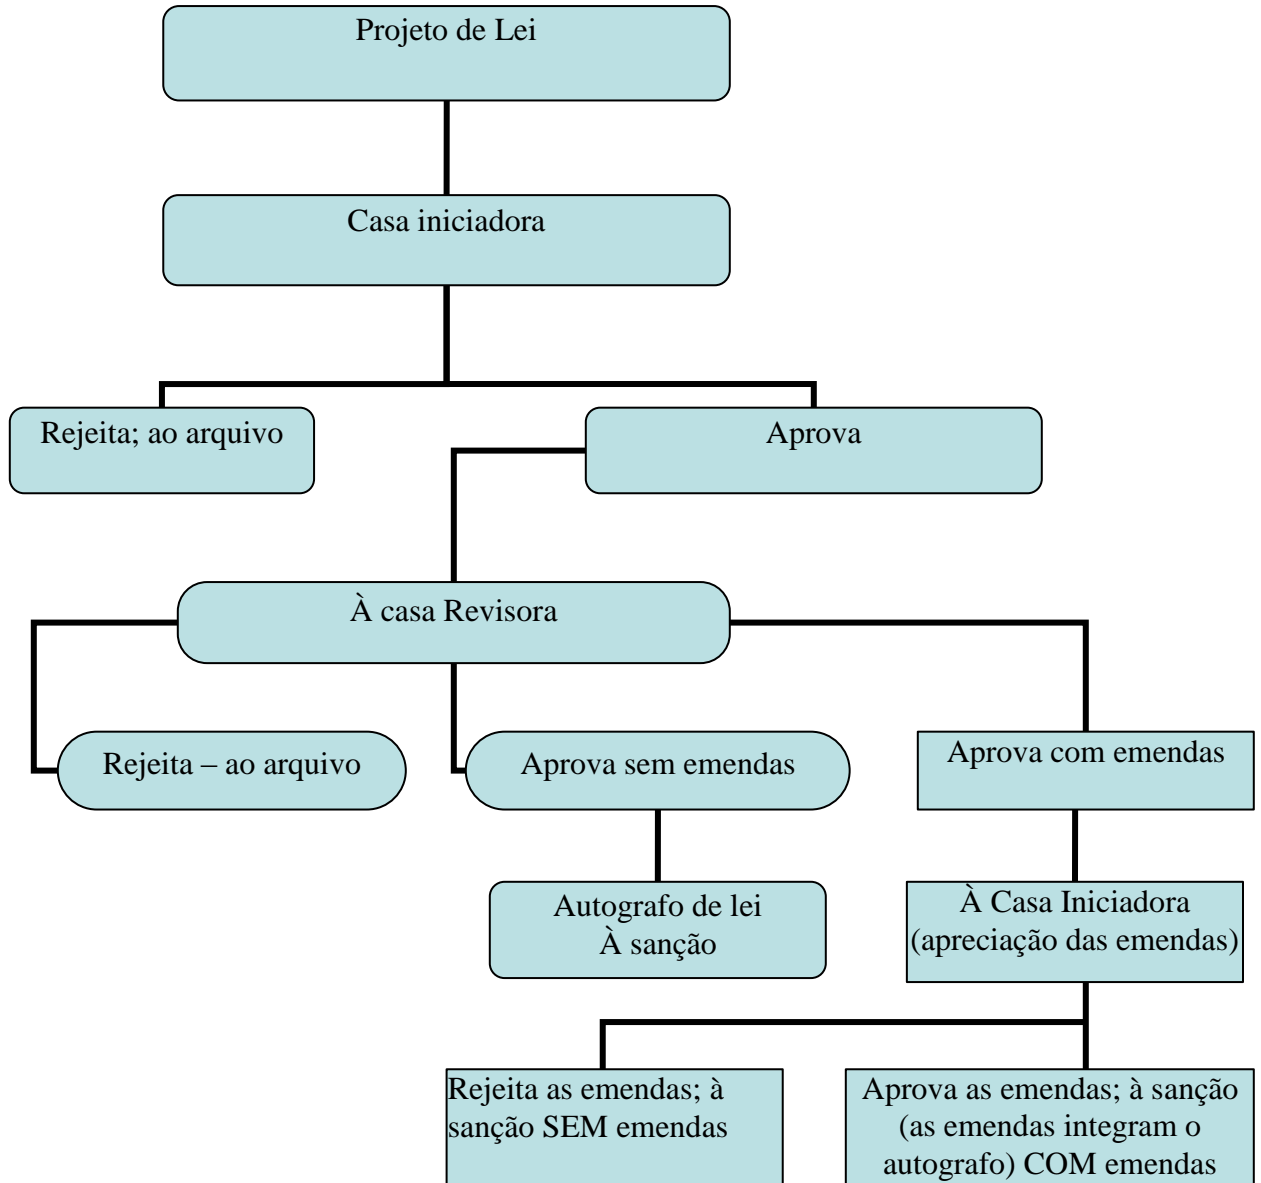 Projeto de Lei
Casa iniciadora
Rejeita; ao arquivo
Aprova
À casa Revisora
Rejeita – ao arquivo
Aprova sem emendas
Aprova com emendas
Autografo de lei
À sanção
À Casa Iniciadora
(apreciação das emendas)
Rejeita as emendas; à
sanção SEM emendas
Aprova as emendas; à sanção
(as emendas integram o
autografo) COM emendas